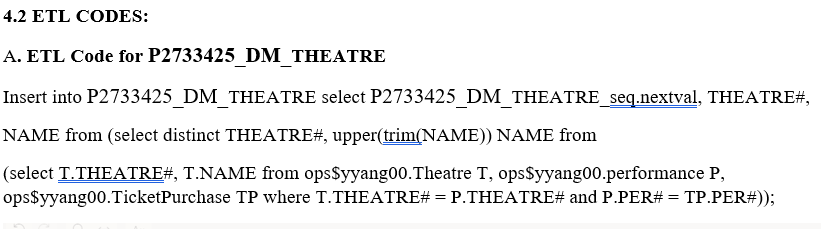 4.2 ETL CODES:
A. ETL Code for P2733425_DM_THEATRE
Insert into P2733425_DM_THEATRE select P2733425_DM_THEATRE_seq.nextval, THEATRE#,
NAME from (select distinct THEATRE#, upper(trim(NAME)) NAME from
(select T.THEATRE#, T.NAME from ops$yyang00.Theatre T, ops$yyang00.performance P,
ops$yyang00.TicketPurchase TP where T.THEATRE# = P.THEATRE# and P.PER# = TP.PER#));